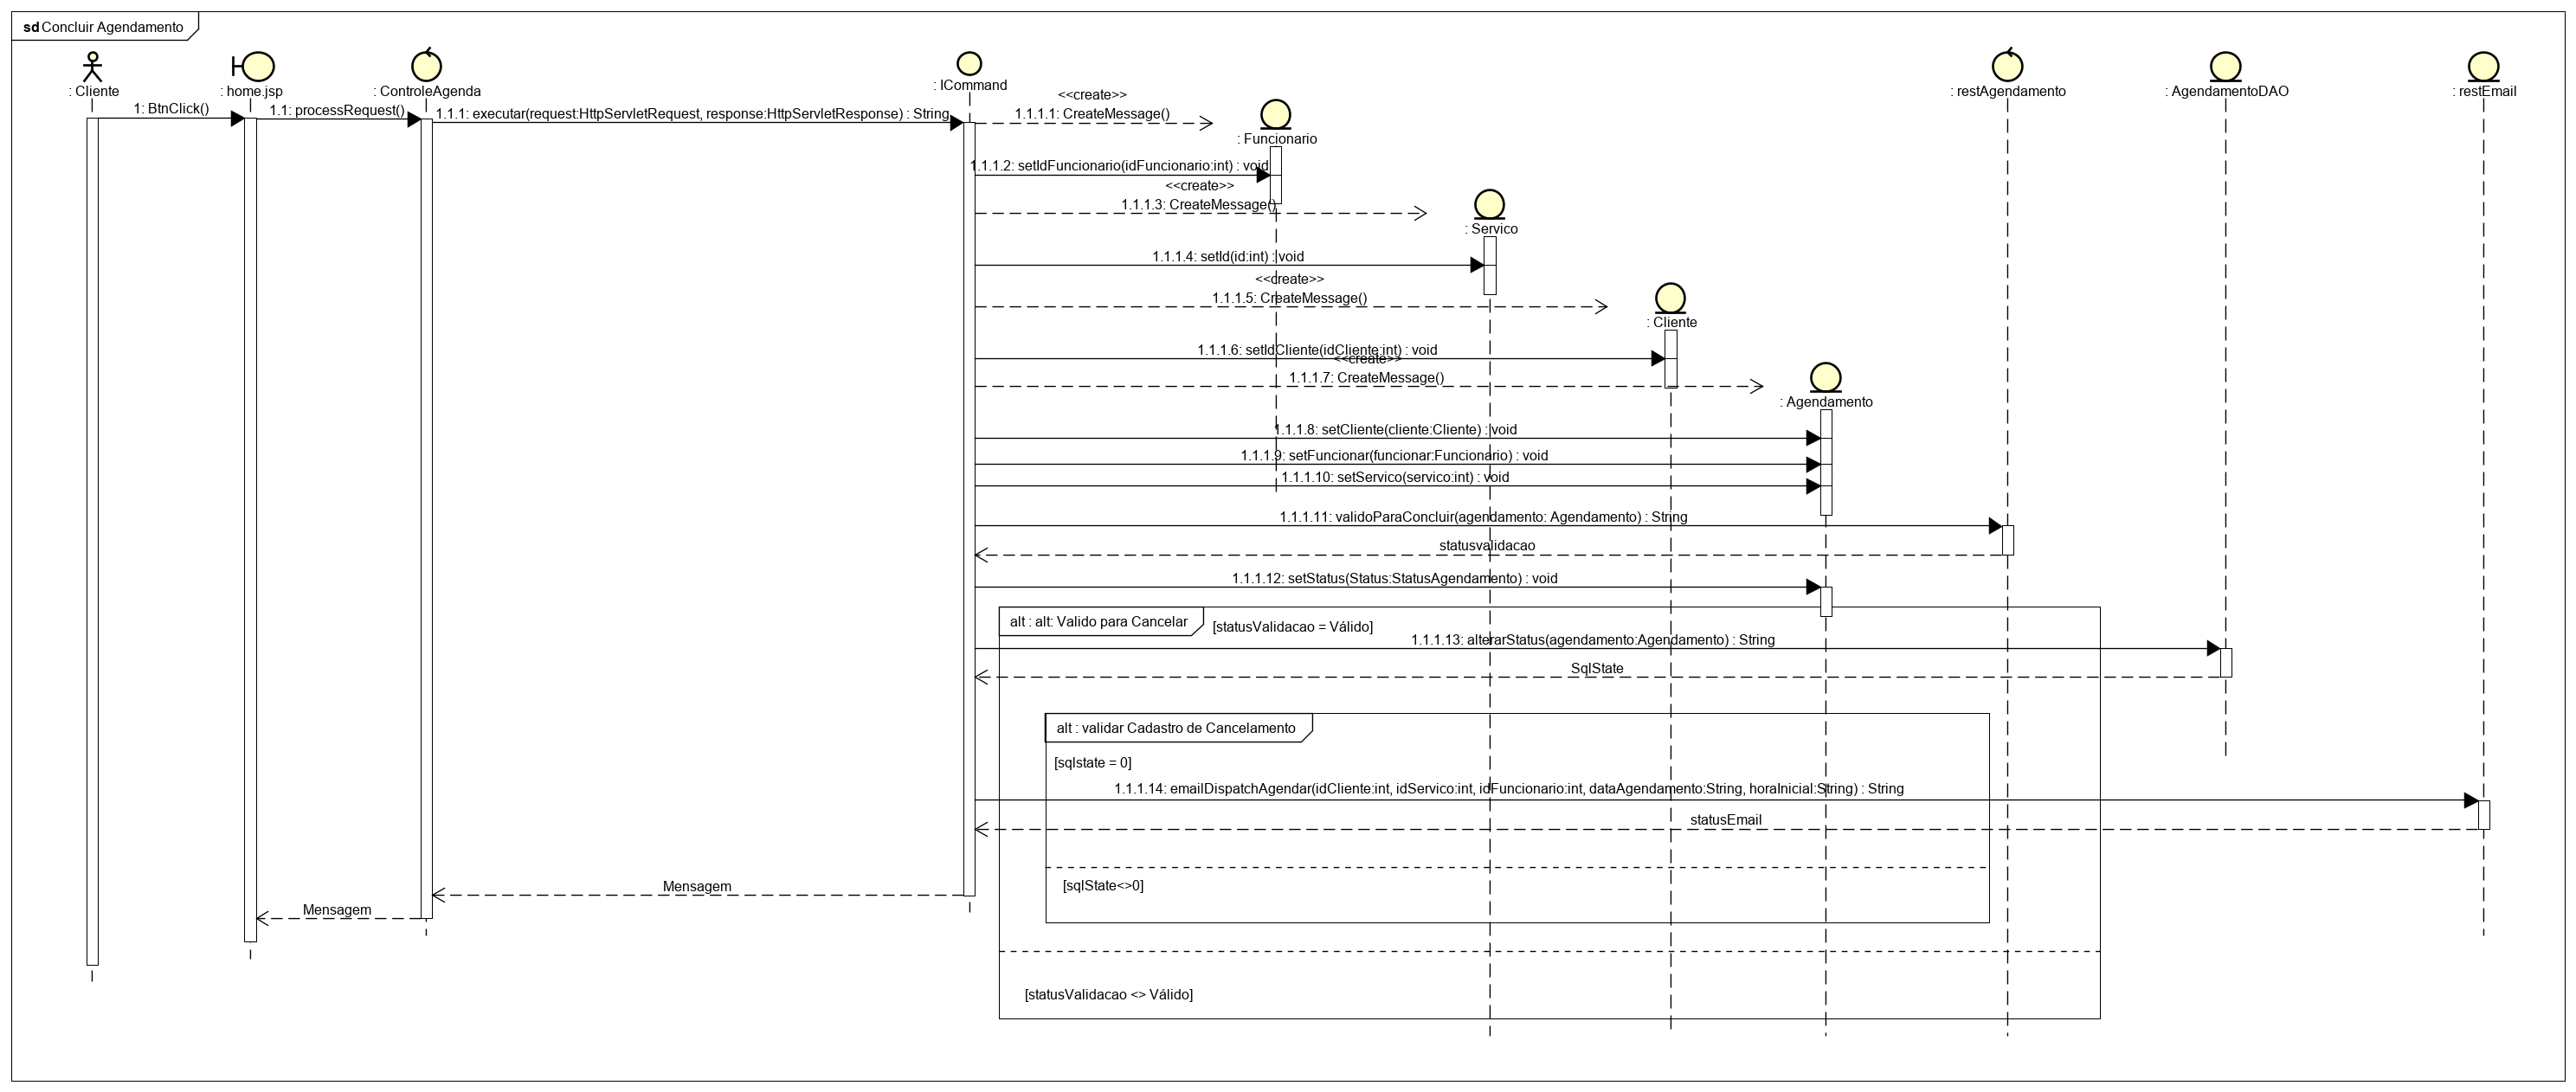 sd Concluir Agendamento
: Cliente
: home.jsp
: ControleAgenda
: ICommand
: restAgendamento
: AgendamentoDAO
: restEmail
1: BtnClick()
1.1: processRequest()
1.1.1: executar(request:HttpServletRequest, response:HttpServletResponse) : String
<<create>>
1.1.1.1: CreateMessage()
: Funcionario
1.1.1.2: setIdFuncionario(idFuncionario:int) : void
<<create>>
1.1.1.3: CreateMessage()
: Servico
1.1.1.4: setId(id:int) : void
<<create>>
1.1.1.5: CreateMessage()
: Cliente
1.1.1.6: setIdCliente(idCliente:int) : void
<<create>>
1.1.1.7: CreateMessage()
: Agendamento
1.1.1.8: setCliente(cliente:Cliente) : void
1.1.1.9: setFuncionar(funcionar:Funcionario) : void
1.1.1.10: setServico(servico:int) : void
1.1.1.11: validoParaConcluir(agendamento: Agendamento) : String
statusvalidacao
1.1.1.12: setStatus(Status:StatusAgendamento) : void
alt : alt: Valido para Cancelar
[statusValidacao = Válido]
1.1.1.13: alterarStatus(agendamento:Agendamento) : String
SqlState
alt : validar Cadastro de Cancelamento
[sqlstate = 0]
1.1.1.14: emailDispatchAgendar(idCliente:int, idServico:int, idFuncionario:int, dataAgendamento:String, horaInicial:String) : String
statusEmail
Mensagem
[sqlState<>0]
Mensagem
[statusValidacao <> Válido]